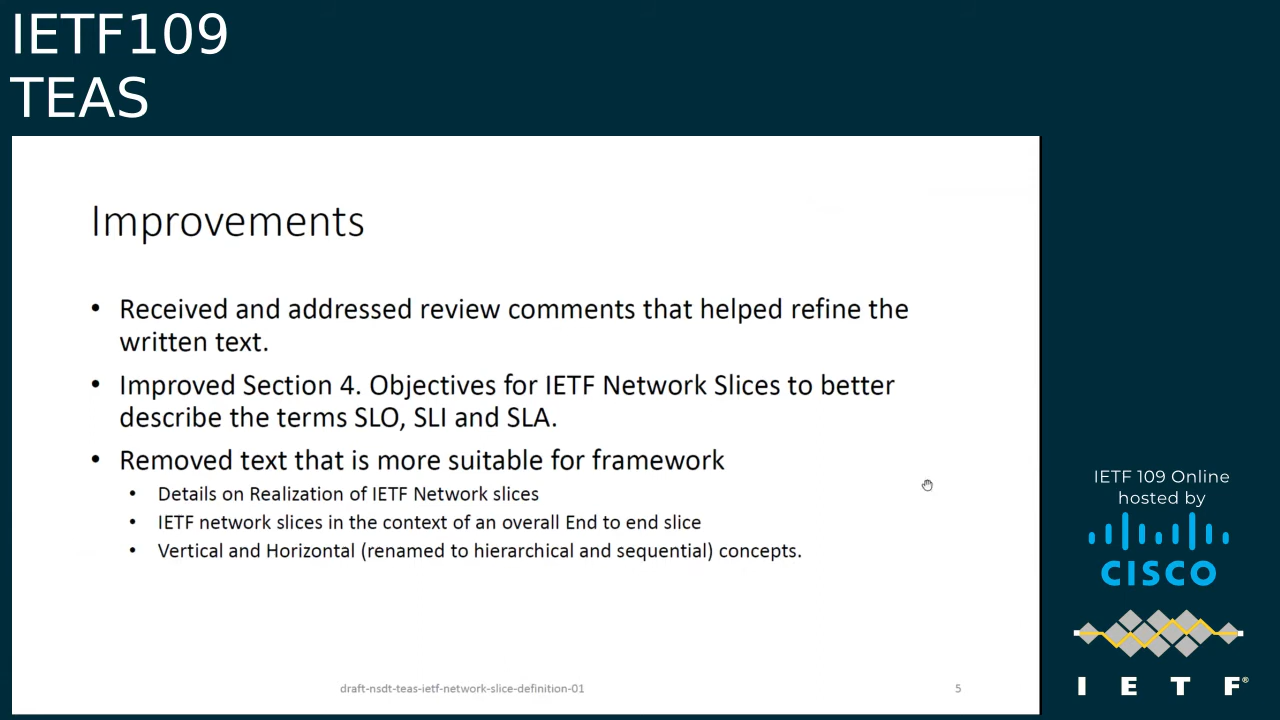 IETF109
TEAS
Improvements
• Received and addressed review comments that helped refine the
written text.
• Improved Section 4. Objectives for IETF Network Slices to better
describe the terms SLO, SLI and SLA.
• Removed text that is more suitable for framework
• Details on Realization of IETF Network slices
• IETF network slices in the context of an overall End to end slice
• Vertical and Horizontal (renamed to hierarchical and sequential) concepts.
draft-nsdt-teas-ietf-network-slice-definition-01
5
IETF 109 Online
hosted by
CISCO
I E T F®